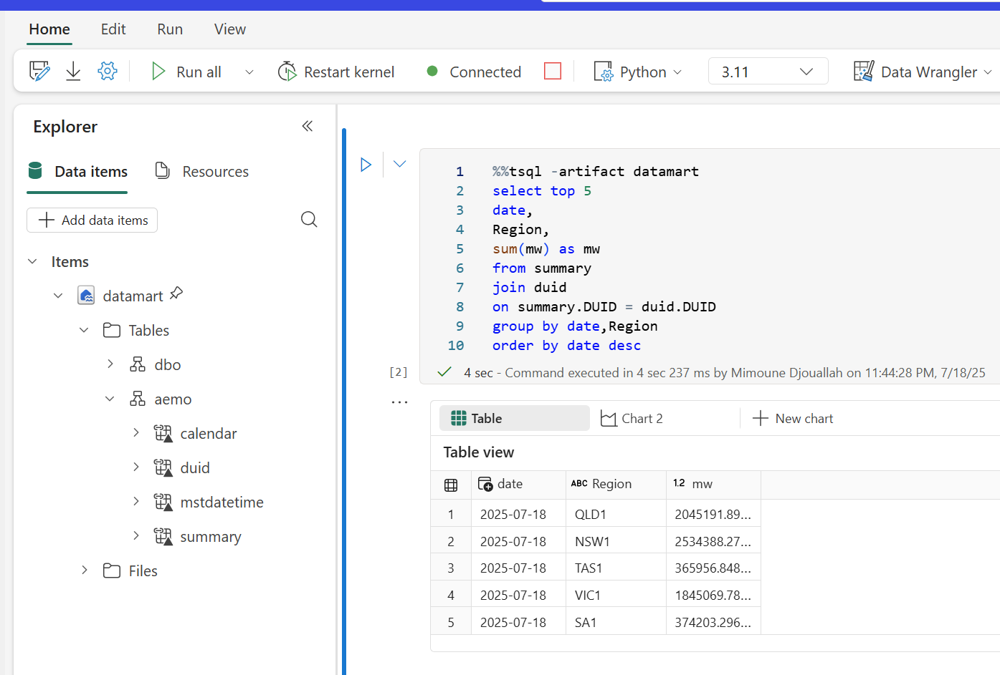 Home Edit Run View
Run all Restart kernel Connected Python 3.11 Data Wrangler
Explorer
Data items Resources
Add data items
Items
datamart
Tables
dbo
aemo
calendar
duid
mstdatetime
summary
Files
1 %%tsql -artifact datamart
2 select top 5
3 date,
4 Region,
5 sum(mw) as mw
6 from summary
7 join duid
8 on summary.DUID = duid.DUID
9 group by date,Region
10 order by date desc
[2] 4 sec - Command executed in 4 sec 237 ms by Mimoune Djouallah on 11:44:28 PM, 7/18/25
Table Chart 2 New chart
Table view
date ABC Region 1.2 mw
1 2025-07-18 QLD1 2045191.89...
2 2025-07-18 NSW1 2534388.27...
3 2025-07-18 TAS1 365956.848...
4 2025-07-18 VIC1 1845069.78...
5 2025-07-18 SA1 374203.296...